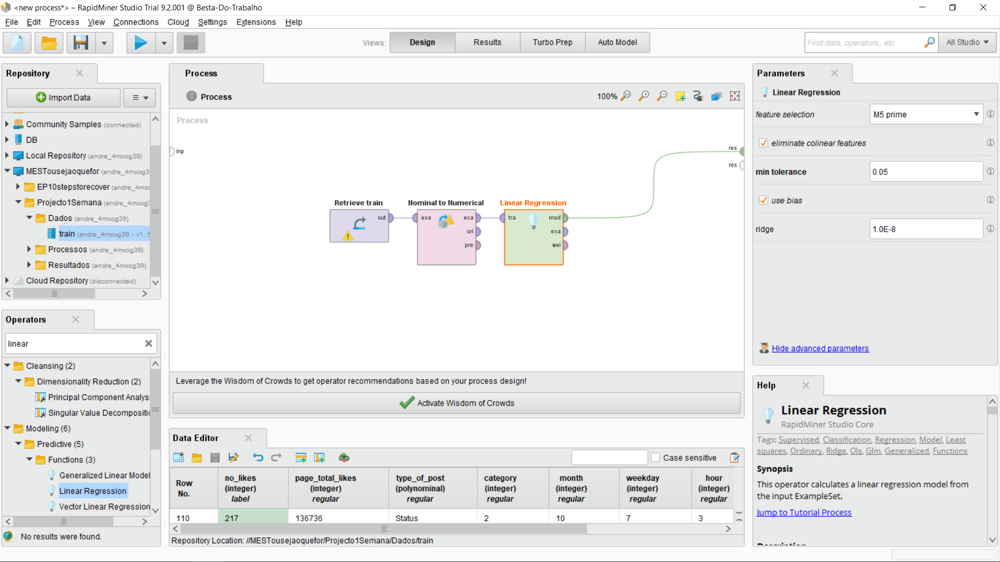 <new process*> – RapidMiner Studio Trial 9.2.001 @ Besta-Do-Trabalho
File Edit Process View Connections Cloud Settings Extensions Help
Views: Design Results Turbo Prep Auto Model
Find data, operators...etc
All Studio
Repository
Import Data
Community Samples (connected)
DB
Local Repository (andre_4mxog39)
MESTousejaoquefor (andre_4mxog3
EP10stepstorecover (andre_4mxo
Projecto1Semana (andre_4mxog3
Dados (andre_4mxog39)
train (andre_4mxog39 - v1, 5
Processos (andre_4mxog39)
Resultados (andre_4mxog39)
Cloud Repository (disconnected)
Operators
linear
Cleansing (2)
Dimensionality Reduction (2)
Principal Component Analys
Singular Value Decompositio
Modeling (6)
Predictive (5)
Functions (3)
Generalized Linear Model
Linear Regression
Vector Linear Regression
No results were found.
Process
Process
100%
Process
inp
res
res
Retrieve train
out
Nominal to Numerical
exa exa
ori
pre
Linear Regression
tra mod
exa
wei
Leverage the Wisdom of Crowds to get operator recommendations based on your process design!
Activate Wisdom of Crowds
Data Editor
Case sensitive
Row No. no_likes (integer) label page_total_likes (integer) regular type_of_post (polynominal) regular category (integer) regular month (integer) regular weekday (integer) regular hour (integer) regular
110 217 136736 Status 2 10 7 3
Repository Location: //MESTousejaoquefor/Projecto1Semana/Dados/train
Parameters
Linear Regression
feature selection M5 prime
eliminate colinear features
min tolerance 0.05
use bias
ridge 1.0E-8
Hide advanced parameters
Help
Linear Regression
RapidMiner Studio Core
Tags: Supervised, Classification, Regression, Model, Least
squares, Ordinary, Ridge, Ols, Glm, Generalized, Functions
Synopsis
This operator calculates a linear regression model from
the input ExampleSet.
Jump to Tutorial Process
Description